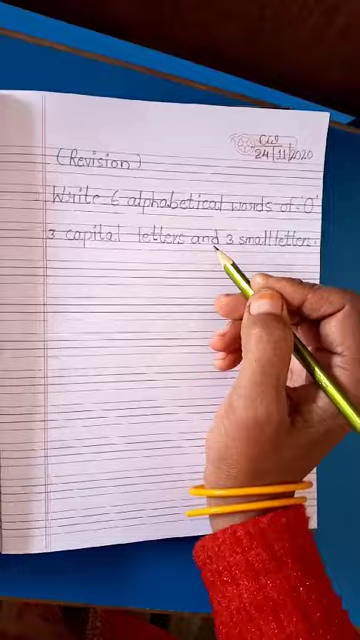 CW
24/11/2020
(Revision)
Write 6 alphabetical words of 'O'
3 capital letters and 3 small letters.